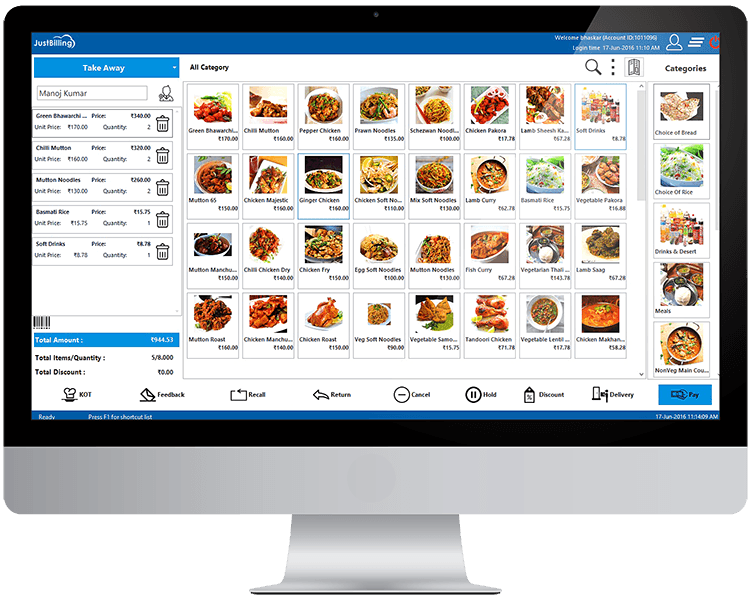 JustBilling
Welcome bhaskar (Account ID:1011096)
Login time 17-Jun-2016 11:10 AM
Take Away
All Category
Categories
Manoj Kumar
Green Bhawarchi ... Price: ₹340.00
Unit Price: ₹170.00 Quantity: 2
Chilli Mutton Price: ₹320.00
Unit Price: ₹160.00 Quantity: 2
Mutton Noodles Price: ₹260.00
Unit Price: ₹130.00 Quantity: 2
Basmati Rice Price: ₹15.75
Unit Price: ₹15.75 Quantity: 1
Soft Drinks Price: ₹8.78
Unit Price: ₹8.78 Quantity: 1
Total Amount : ₹944.53
Total Items/Quantity : 5/8.000
Total Discount : ₹0.00
Green Bhawarchi... Chilli Mutton Pepper Chicken Prawn Noodles Schezwan Nood... Chicken Pakora Lamb Sheesh Ka... Soft Drinks
₹170.00 ₹160.00 ₹160.00 ₹135.00 ₹100.00 ₹177.00 ₹67.28 ₹8.78
Mutton 65 Chicken Majestic Ginger Chicken Chicken Soft No... Mix Soft Noodles Lamb Curry Basmati Rice Vegetable Pakora
₹150.00 ₹160.00 ₹160.00 ₹110.00 ₹130.00 ₹62.78 ₹15.75 ₹16.88
Mutton Manchu... Chilli Chicken Dry Chicken Fry Egg Soft Noodles Mutton Noodles Fish Curry Vegetarian Thali ... Lamb Saag
₹140.00 ₹150.00 ₹100.00 ₹130.00 ₹67.28 ₹143.78 ₹67.28
Mutton Roast Chicken Manchu... Chicken Roast Veg Soft Noodles Vegetable Samo... Tandoori Chicken Vegetable Lentil ... Chicken Makhan...
₹160.00 ₹140.00 ₹150.00 ₹90.00 ₹15.75 ₹71.78 ₹17.78 ₹58.28
Choice of Bread
Choice Of Rice
Drinks & Desert
Meals
NonVeg Main Cou...
KOT Feedback Recall Return Cancel Hold Discount Delivery Pay
Ready Press F1 for shortcut list 17-Jun-2016 11:14:09 AM